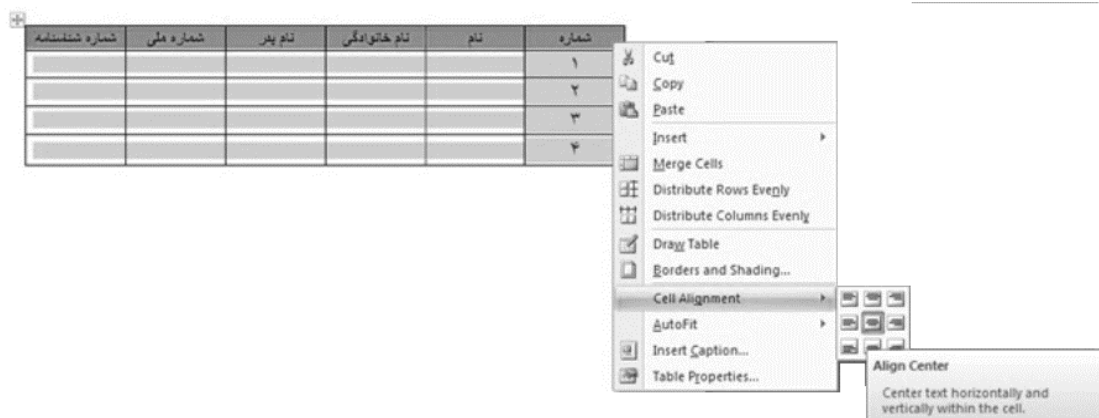 شماره نام نام خانوادگی نام پدر شماره ملی شماره شناسنامه
۱
۲
۳
۴
Cut
Copy
Paste
Insert
Merge Cells
Distribute Rows Evenly
Distribute Columns Evenly
Draw Table
Borders and Shading...
Cell Alignment
AutoFit
Insert Caption...
Table Properties...
Align Center
Center text horizontally and
vertically within the cell.